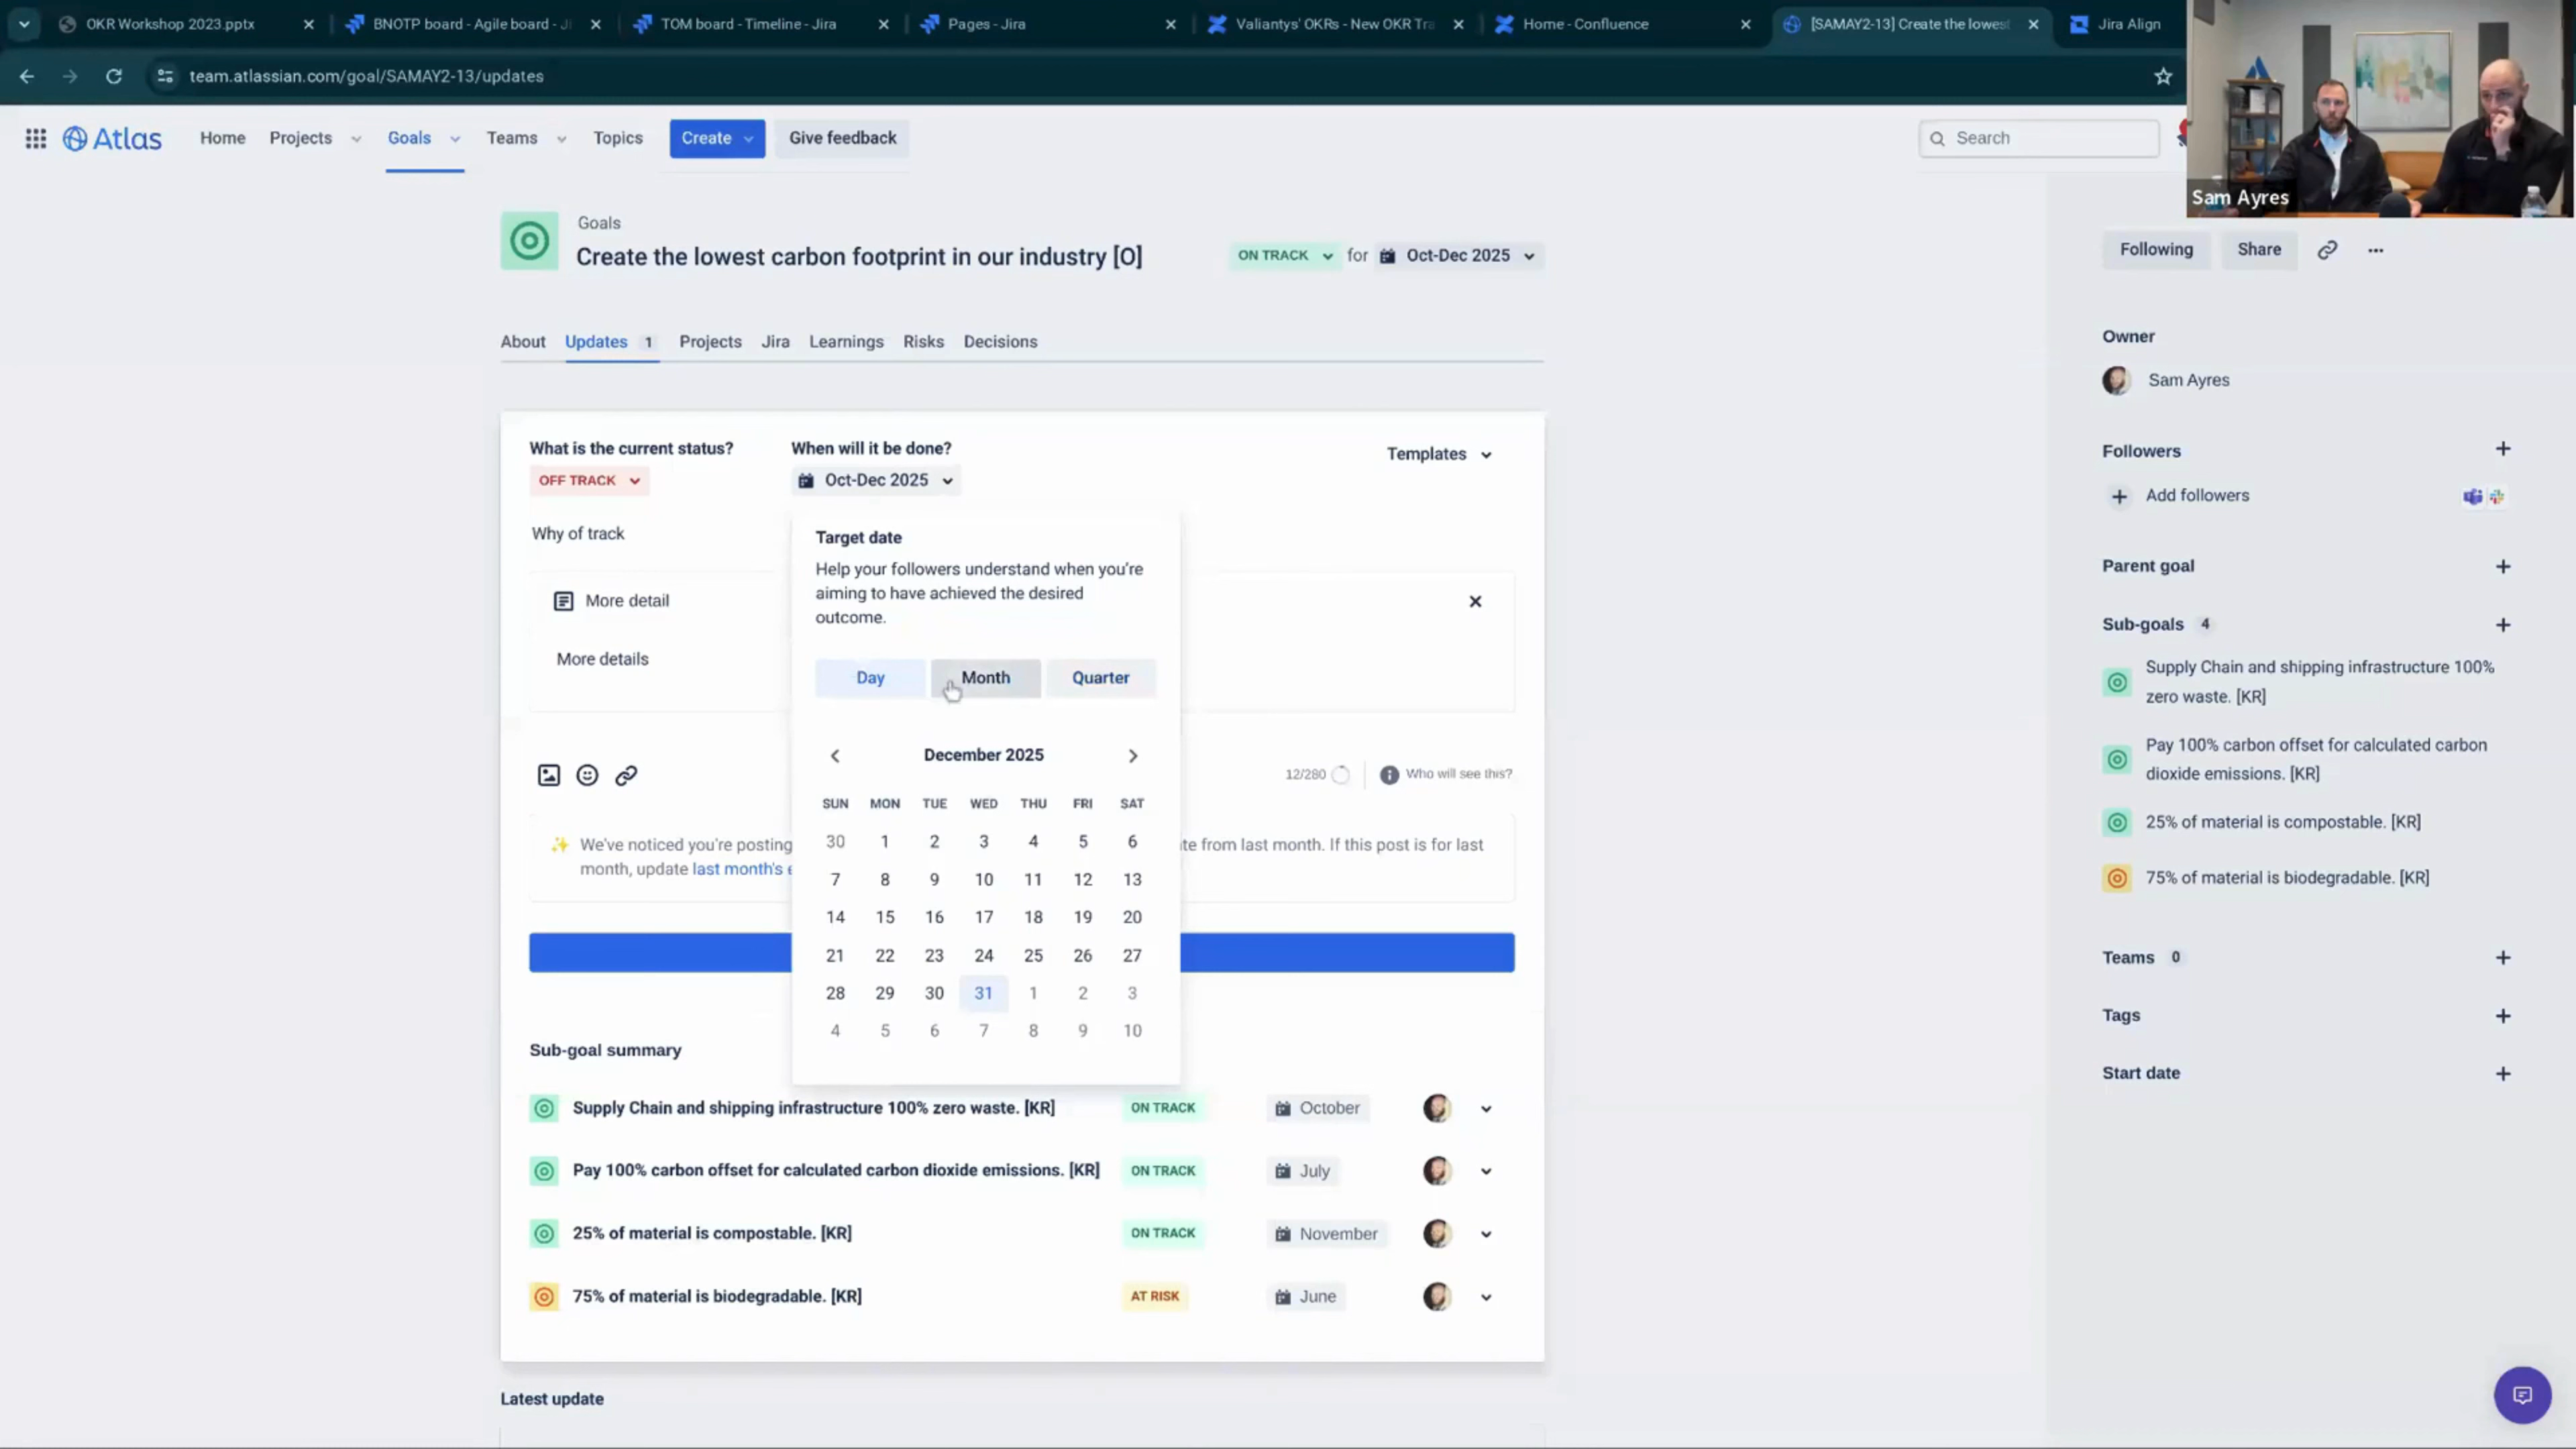 OKR Workshop 2023.pptx
BNOTP board - Agile board - Ji
TOM board - Timeline - Jira
Pages - Jira
Valiantys' OKRs - New OKR Tra
Home - Confluence
[SAMAY2-13] Create the lowest
Jira Align
team.atlassian.com/goal/SAMAY2-13/updates
Atlas
Home
Projects
Goals
Teams
Topics
Create
Give feedback
Search
Sam Ayres
Goals
Create the lowest carbon footprint in our industry [O]
ON TRACK for Oct-Dec 2025
Following
Share
About
Updates 1
Projects
Jira
Learnings
Risks
Decisions
What is the current status?
OFF TRACK
When will it be done?
Oct-Dec 2025
Templates
Why of track
More detail
More details
Target date
Help your followers understand when you're
aiming to have achieved the desired
outcome.
Day
Month
Quarter
December 2025
SUN MON TUE WED THU FRI SAT
30 1 2 3 4 5 6
7 8 9 10 11 12 13
14 15 16 17 18 19 20
21 22 23 24 25 26 27
28 29 30 31 1 2 3
4 5 6 7 8 9 10
12/280
Who will see this?
We've noticed you're posting
te from last month. If this post is for last
month, update last month's e
Sub-goal summary
Supply Chain and shipping infrastructure 100% zero waste. [KR] ON TRACK October
Pay 100% carbon offset for calculated carbon dioxide emissions. [KR] ON TRACK July
25% of material is compostable. [KR] ON TRACK November
75% of material is biodegradable. [KR] AT RISK June
Latest update
Owner
Sam Ayres
Followers
Add followers
Parent goal
Sub-goals 4
Supply Chain and shipping infrastructure 100%
zero waste. [KR]
Pay 100% carbon offset for calculated carbon
dioxide emissions. [KR]
25% of material is compostable. [KR]
75% of material is biodegradable. [KR]
Teams 0
Tags
Start date